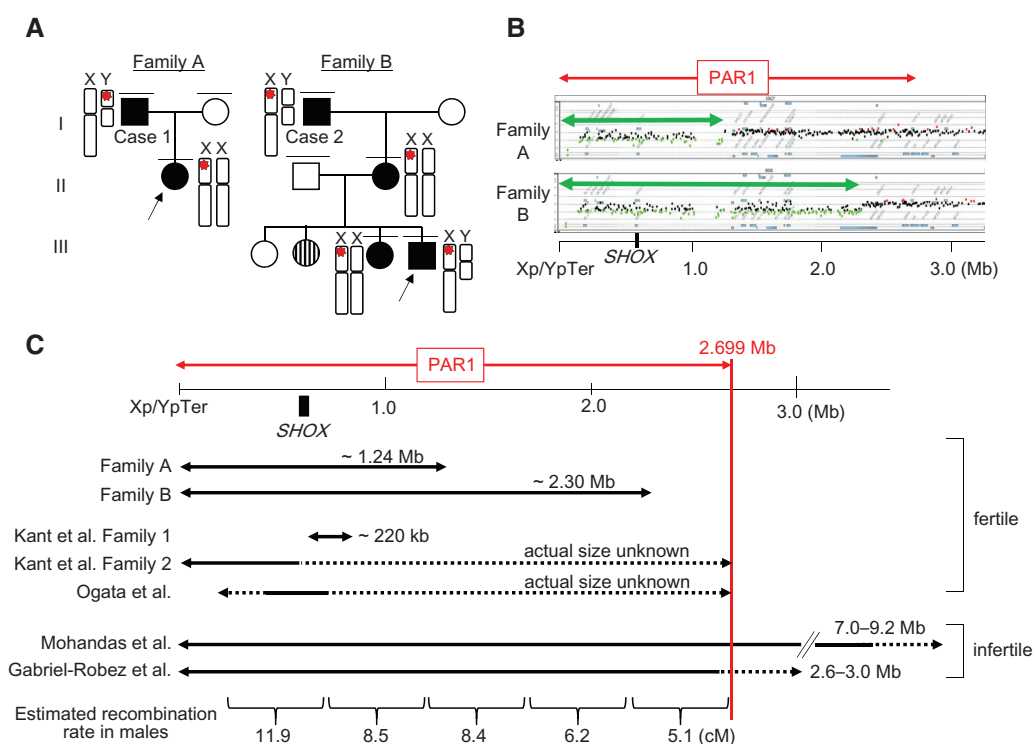 A
Family A
Family B
X Y
X
Y
I
Case 1
Case 2
X X
X X
II
III
X X
X Y
B
PAR1
Family
A
Family
B
Xp/YpTer
SHOX
1.0
2.0
3.0 (Mb)
C
PAR1
2.699 Mb
Xp/YpTer
SHOX
1.0
2.0
3.0 (Mb)
Family A
~ 1.24 Mb
Family B
~ 2.30 Mb
fertile
Kant et al. Family 1
~ 220 kb
Kant et al. Family 2
actual size unknown
Ogata et al.
actual size unknown
Mohandas et al.
7.0–9.2 Mb
infertile
Gabriel-Robez et al.
2.6–3.0 Mb
Estimated recombination
rate in males
11.9
8.5
8.4
6.2
5.1 (cM)